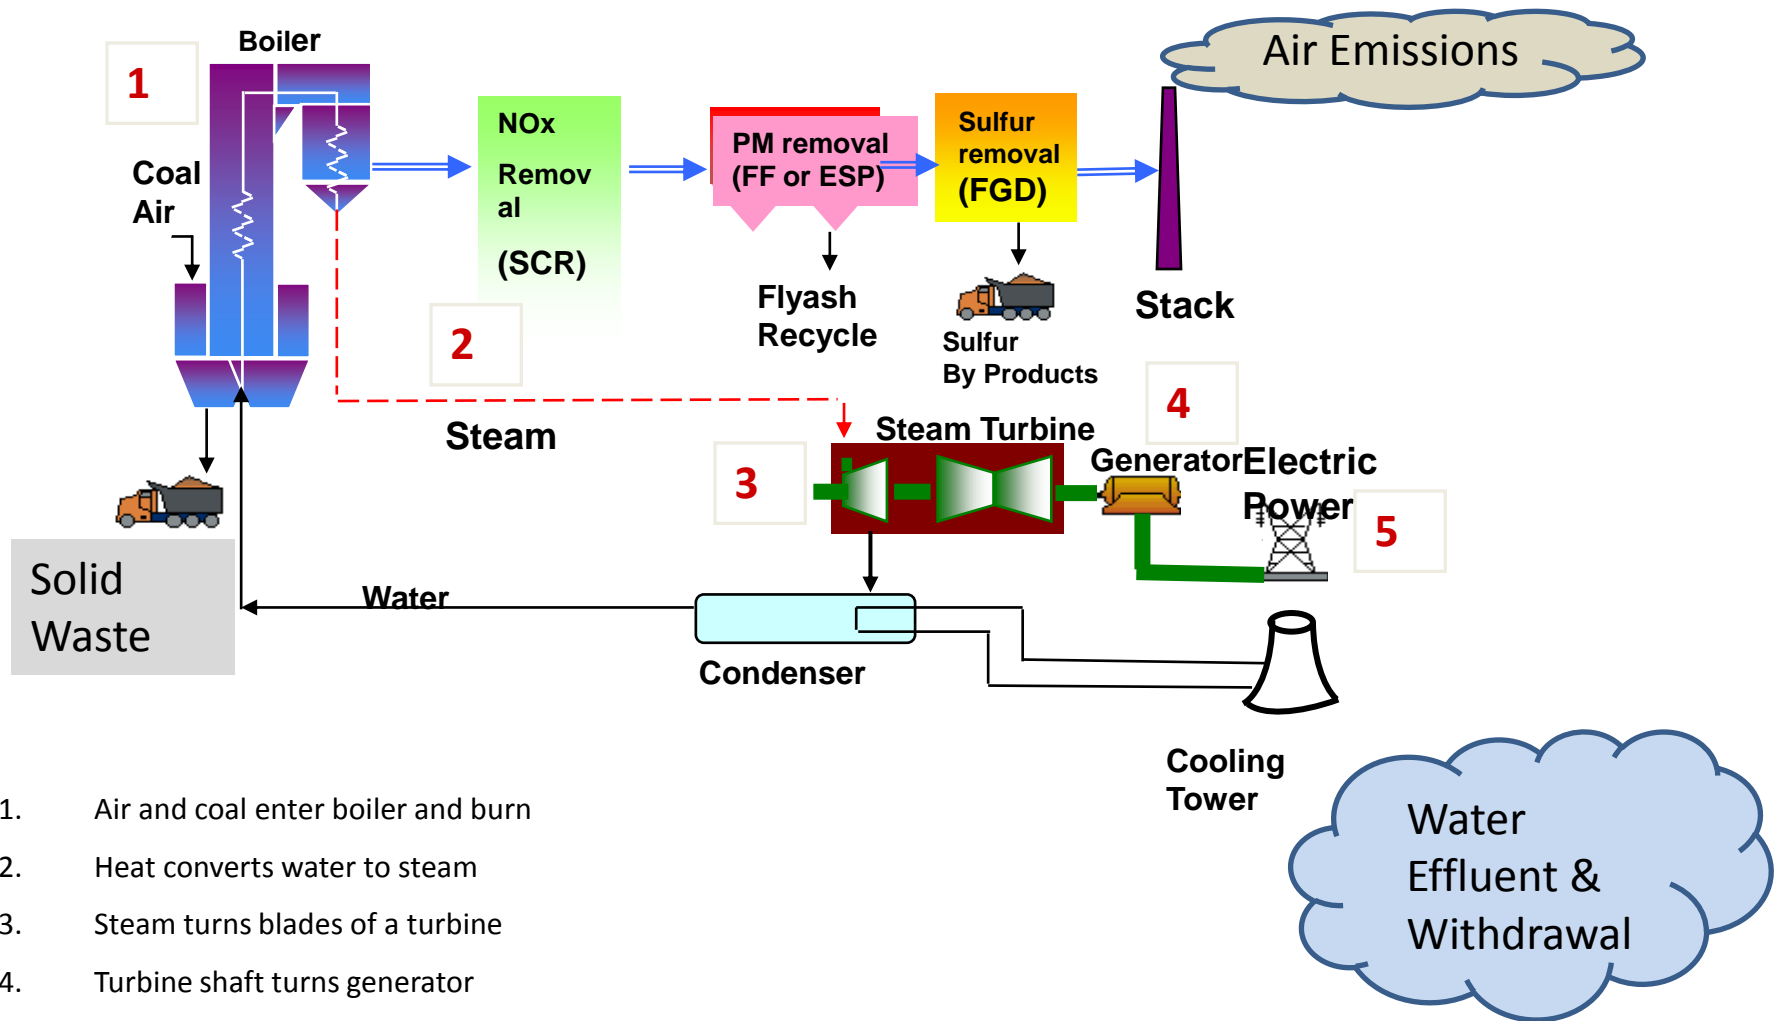 Boiler
1
Coal
Air
NOx
Remov
al
(SCR)
PM removal
(FF or ESP)
Sulfur
removal
(FGD)
Air Emissions
Flyash
Recycle
Sulfur
By Products
Stack
2
Steam
3
Steam Turbine
4
Generator
Electric
Power
5
Solid
Waste
Water
Condenser
Cooling
Tower
Water
Effluent &
Withdrawal
1. Air and coal enter boiler and burn
2. Heat converts water to steam
3. Steam turns blades of a turbine
4. Turbine shaft turns generator